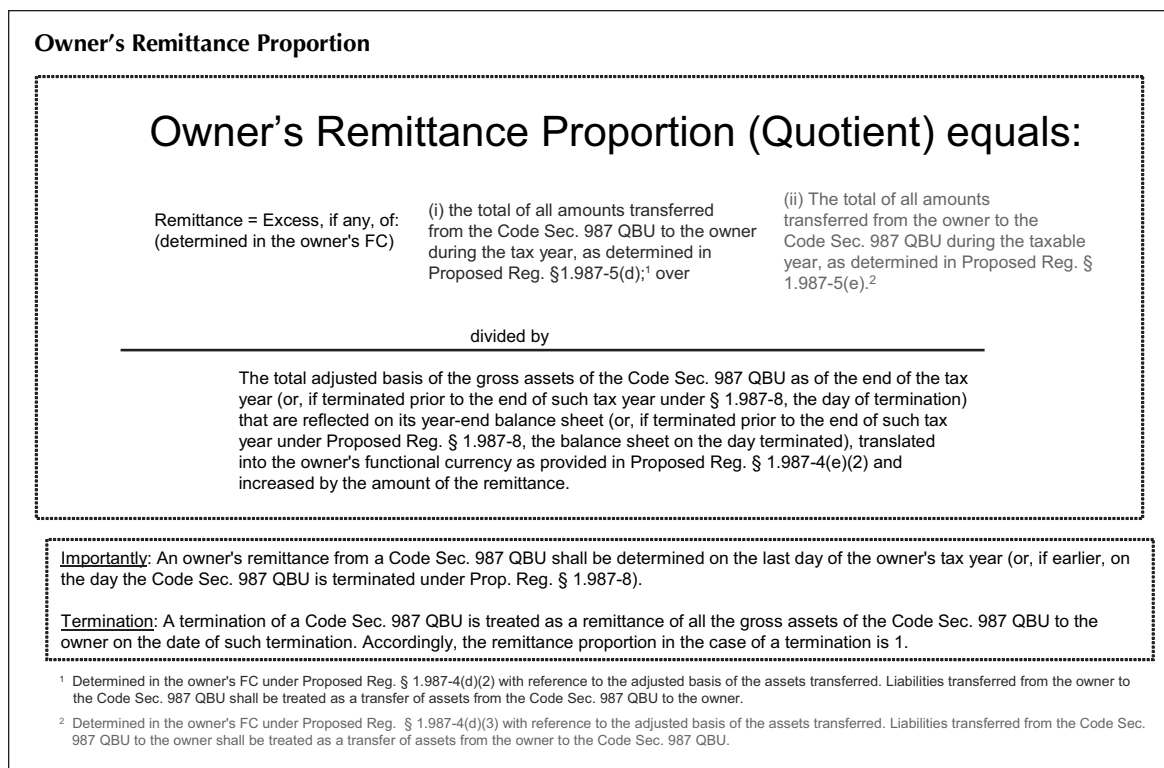 Owner's Remittance Proportion
Owner's Remittance Proportion (Quotient) equals:
Remittance = Excess, if any, of:
(determined in the owner's FC)
(i) the total of all amounts transferred
from the Code Sec. 987 QBU to the owner
during the tax year, as determined in
Proposed Reg. §1.987-5(d);¹ over
(ii) The total of all amounts
transferred from the owner to the
Code Sec. 987 QBU during the taxable
year, as determined in Proposed Reg. §
1.987-5(e).²
divided by
The total adjusted basis of the gross assets of the Code Sec. 987 QBU as of the end of the tax
year (or, if terminated prior to the end of such tax year under § 1.987-8, the day of termination)
that are reflected on its year-end balance sheet (or, if terminated prior to the end of such tax
year under Proposed Reg. § 1.987-8, the balance sheet on the day terminated), translated
into the owner's functional currency as provided in Proposed Reg. § 1.987-4(e)(2) and
increased by the amount of the remittance.
Importantly: An owner's remittance from a Code Sec. 987 QBU shall be determined on the last day of the owner's tax year (or, if earlier, on
the day the Code Sec. 987 QBU is terminated under Prop. Reg. § 1.987-8).
Termination: A termination of a Code Sec. 987 QBU is treated as a remittance of all the gross assets of the Code Sec. 987 QBU to the
owner on the date of such termination. Accordingly, the remittance proportion in the case of a termination is 1.
¹ Determined in the owner's FC under Proposed Reg. § 1.987-4(d)(2) with reference to the adjusted basis of the assets transferred. Liabilities transferred from the owner to
the Code Sec. 987 QBU shall be treated as a transfer of assets from the Code Sec. 987 QBU to the owner.
² Determined in the owner's FC under Proposed Reg. § 1.987-4(d)(3) with reference to the adjusted basis of the assets transferred. Liabilities transferred from the Code Sec.
987 QBU to the owner shall be treated as a transfer of assets from the owner to the Code Sec. 987 QBU.